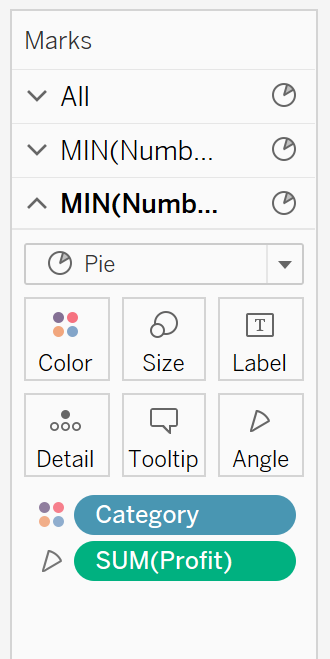 Marks
All
MIN(Numb...
MIN(Numb...
Pie
Color Size Label
T
Detail Tooltip Angle
Category
SUM(Profit)